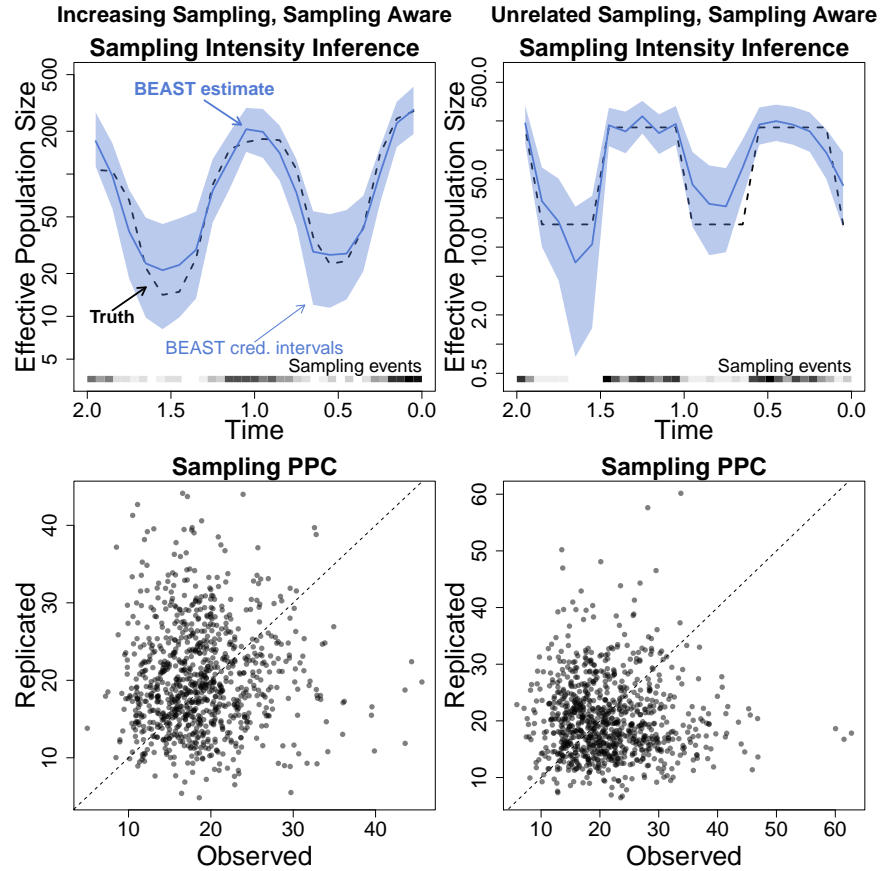 Increasing Sampling, Sampling Aware
Sampling Intensity Inference
Effective Population Size
500
200
50
20
10
5
BEAST estimate
Truth
BEAST cred. intervals
Sampling events
2.0 1.5 1.0 0.5 0.0
Time
Unrelated Sampling, Sampling Aware
Sampling Intensity Inference
Effective Population Size
500.0
50.0
10.0
2.0
0.5
Sampling events
2.0 1.5 1.0 0.5 0.0
Time
Sampling PPC
Replicated
40
30
20
10
10 20 30 40
Observed
Sampling PPC
Replicated
60
50
40
30
20
10
10 20 30 40 50 60
Observed